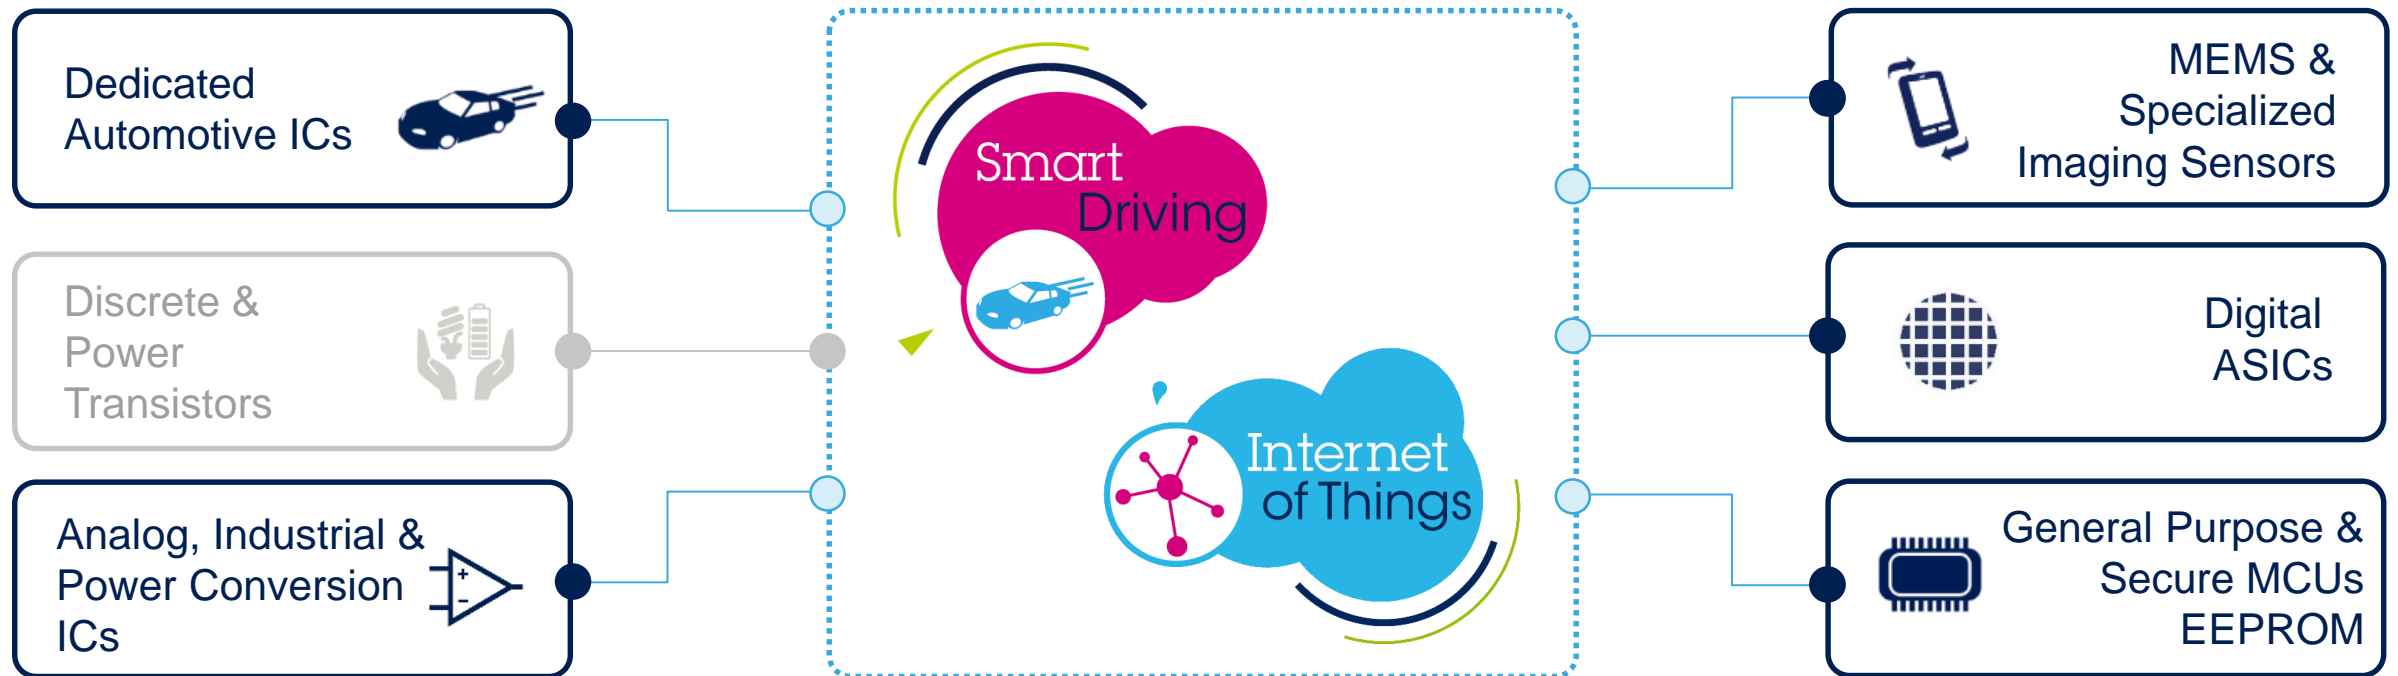 Dedicated
Automotive ICs
Discrete &
Power
Transistors
Analog, Industrial &
Power Conversion
ICs
+
−
Smart
Driving
Internet
of Things
MEMS &
Specialized
Imaging Sensors
Digital
ASICs
General Purpose &
Secure MCUs
EEPROM